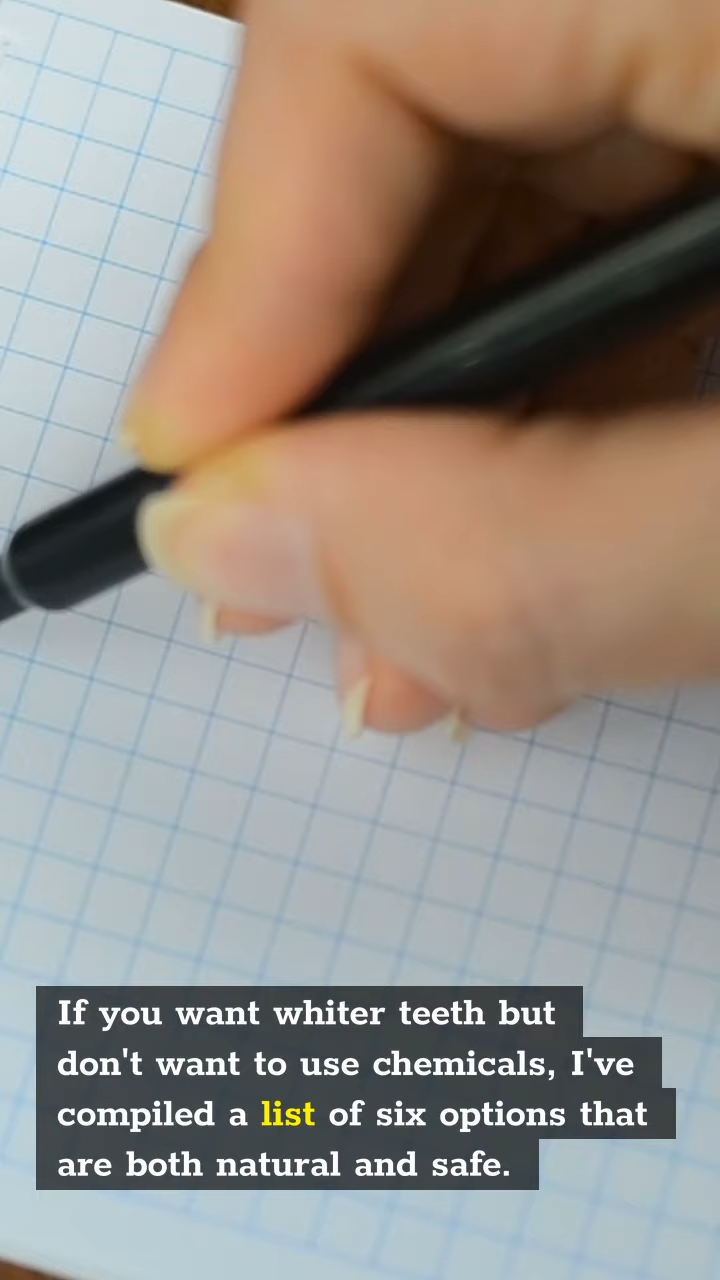 If you want whiter teeth but
don't want to use chemicals, I've
compiled a list of six options that
are both natural and safe.